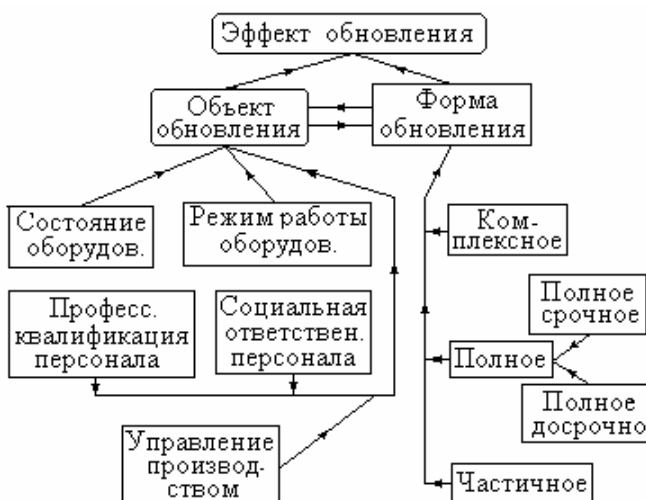 Эффект обновления
Объект
обновления
Форма
обновления
Состояние
оборудов.
Режим работы
оборудов.
Ком-
плексное
Професс.
квалификация
персонала
Социальная
ответствен.
персонала
Полное
срочное
Полное
Полное
досрочно
Управление
производ-
ством
Частичное